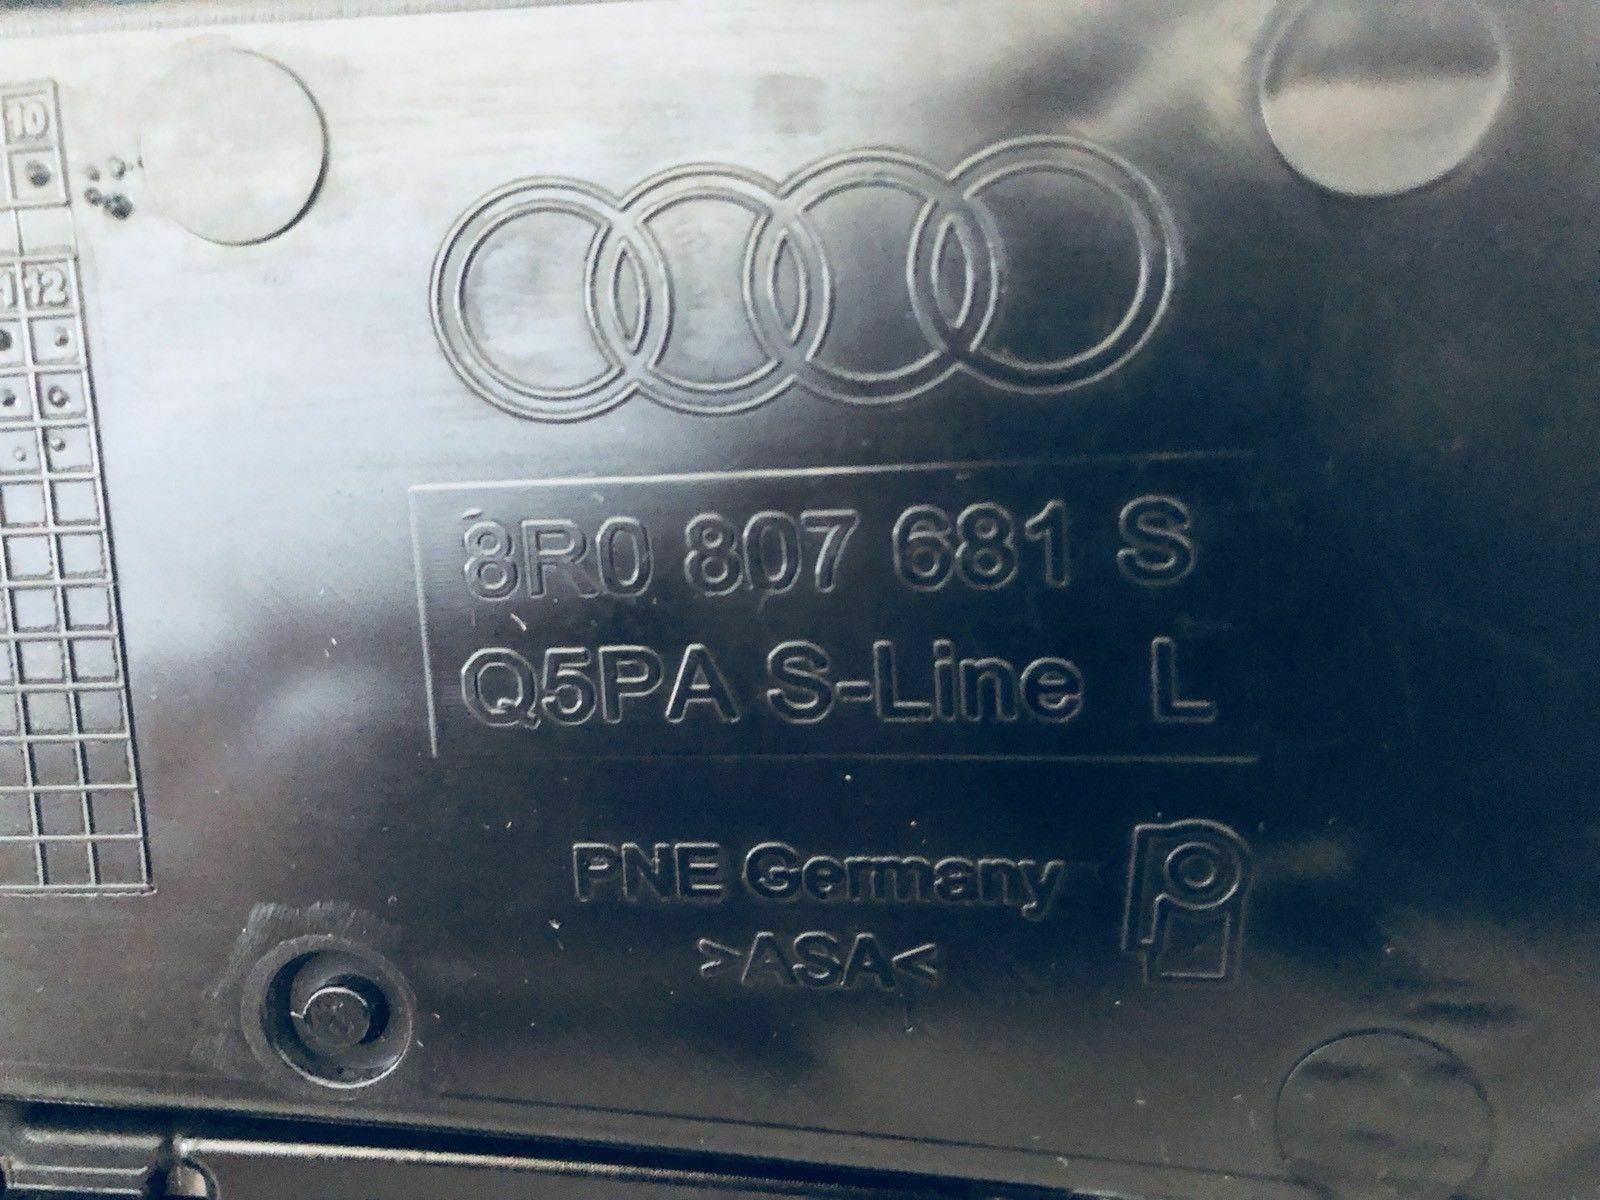 10
12
8R0 807 681 S
Q5PA S-Line L
PNE Germany
>ASA<